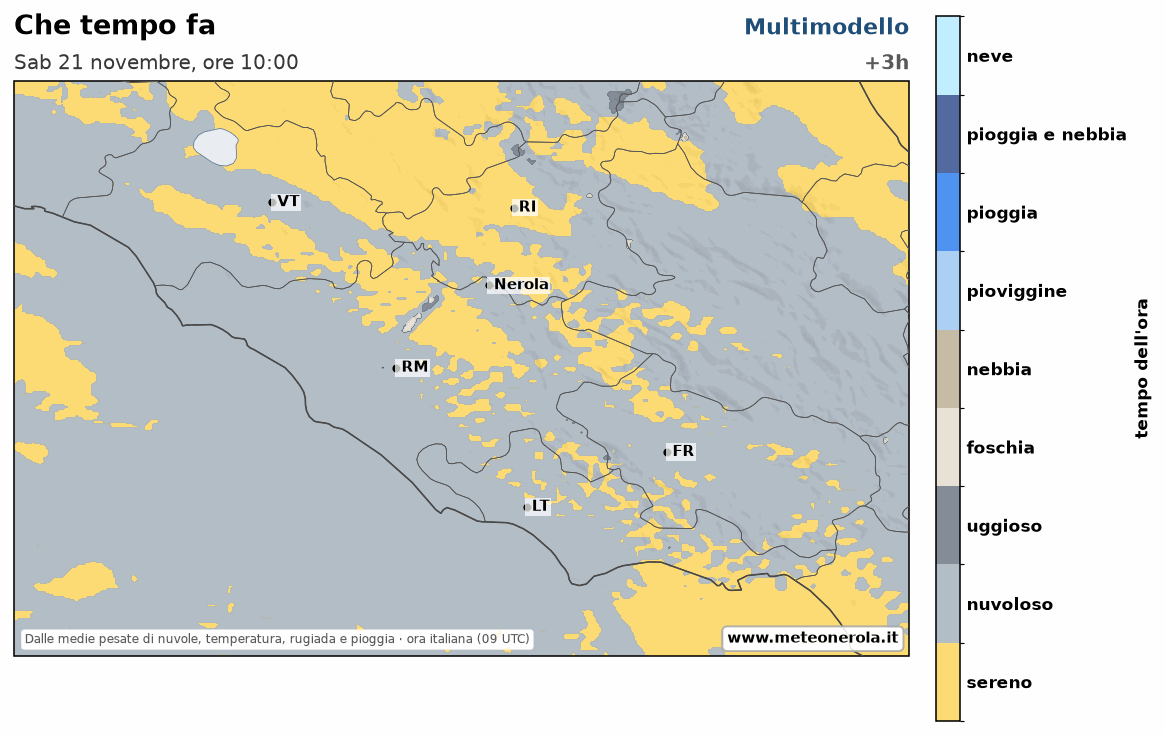 Che tempo fa
Multimodello
Sab 21 novembre, ore 10:00
+3h
VT
RI
Nerola
RM
FR
LT
Dalle medie pesate di nuvole, temperatura, rugiada e pioggia · ora italiana (09 UTC)
www.meteonerola.it
neve
pioggia e nebbia
pioggia
pioviggine
nebbia
foschia
uggioso
nuvoloso
sereno
tempo dell'ora